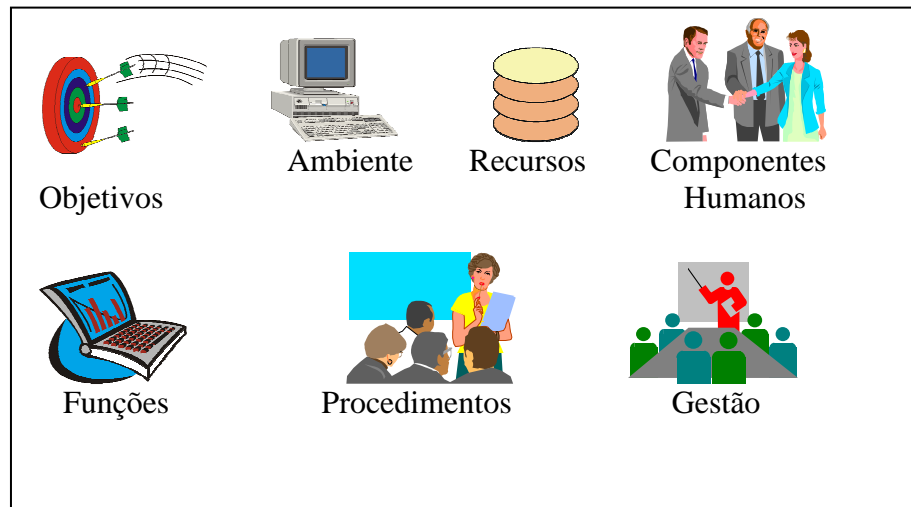 Ambiente
Recursos
Componentes
Humanos
Objetivos
Funções
Procedimentos
Gestão